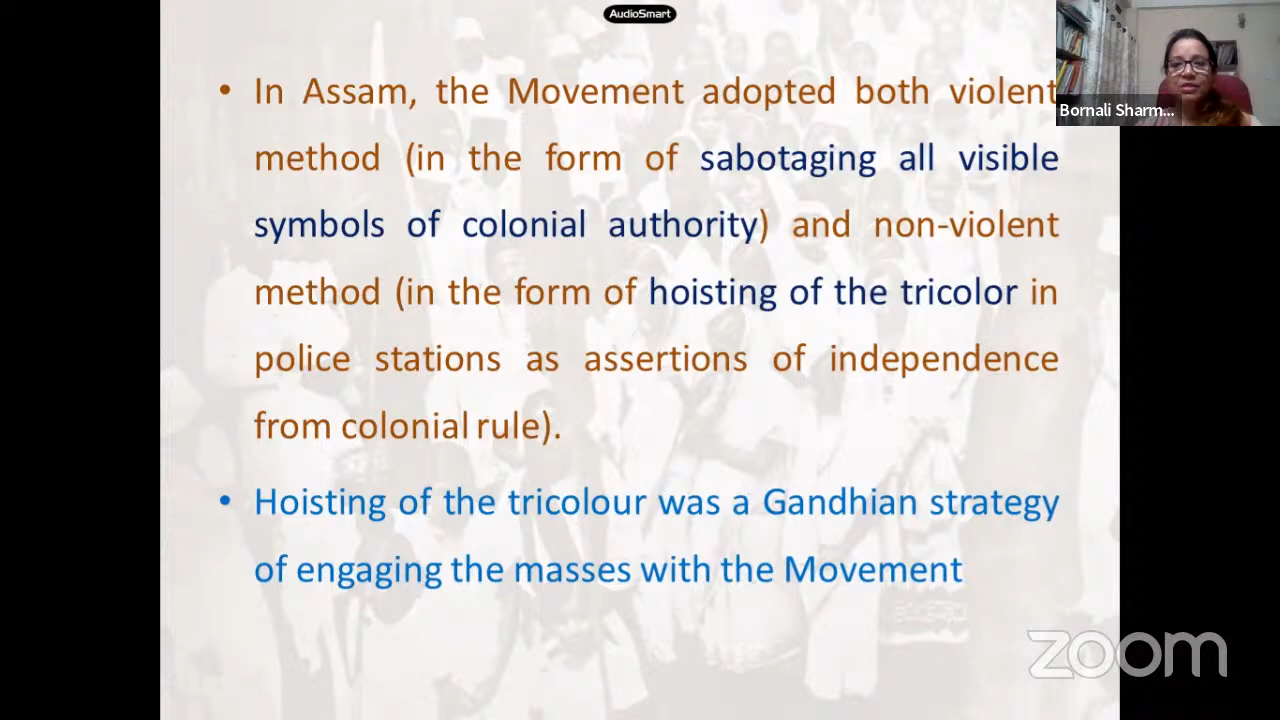 AudioSmart
• In Assam, the Movement adopted both violent
method (in the form of sabotaging all visible
symbols of colonial authority) and non-violent
method (in the form of hoisting of the tricolor in
police stations as assertions of independence
from colonial rule).
• Hoisting of the tricolour was a Gandhian strategy
of engaging the masses with the Movement
Bornali Sharm...
zoom